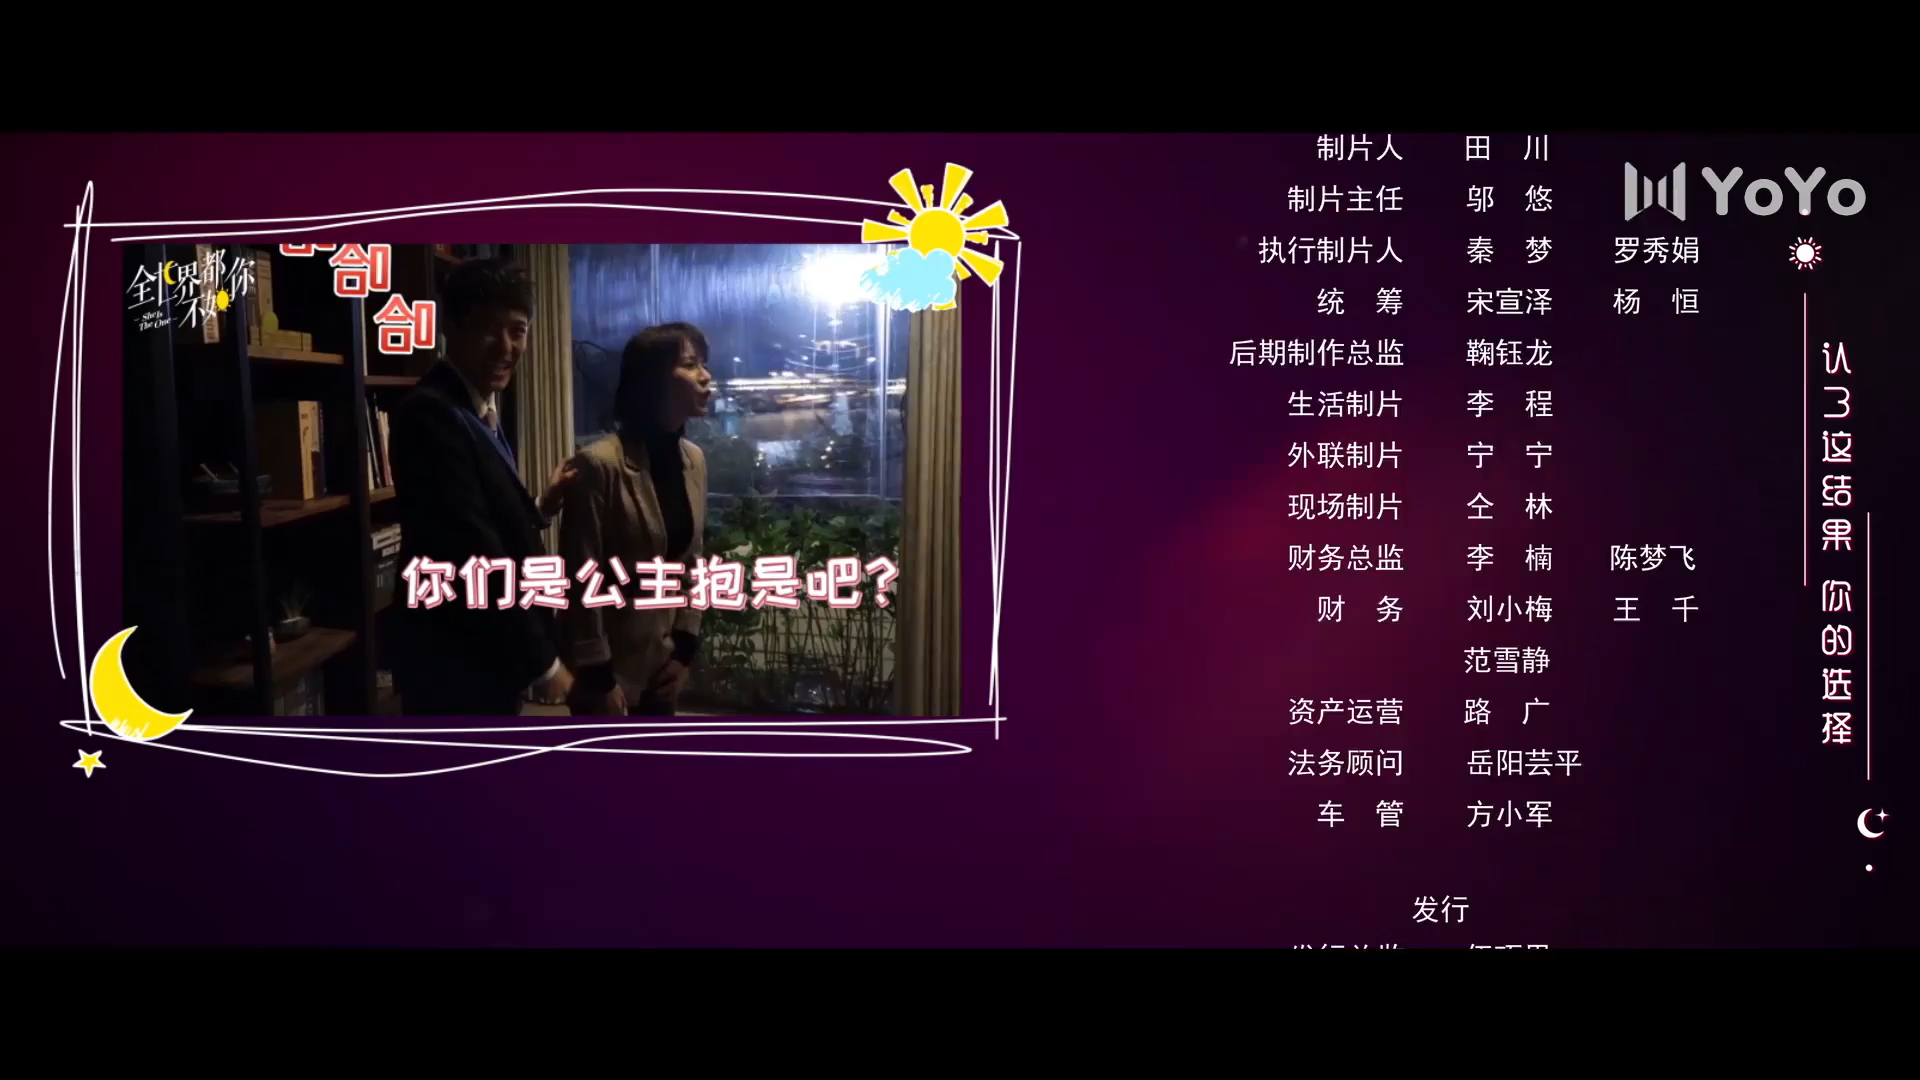 全世界都
不如你
She Is
The One
哈
哈
你们是公主抱是吧?
制片人 田 川
制片主任 邬 悠
执行制片人 秦 梦 罗秀娟
统 筹 宋宣泽 杨 恒
后期制作总监 鞠钰龙
生活制片 李 程
外联制片 宁 宁
现场制片 仝 林
财务总监 李 楠 陈梦飞
财 务 刘小梅 王 千
范雪静
资产运营 路 广
法务顾问 岳阳芸平
车 管 方小军
发行
YoYo
认了这结果 你的选择